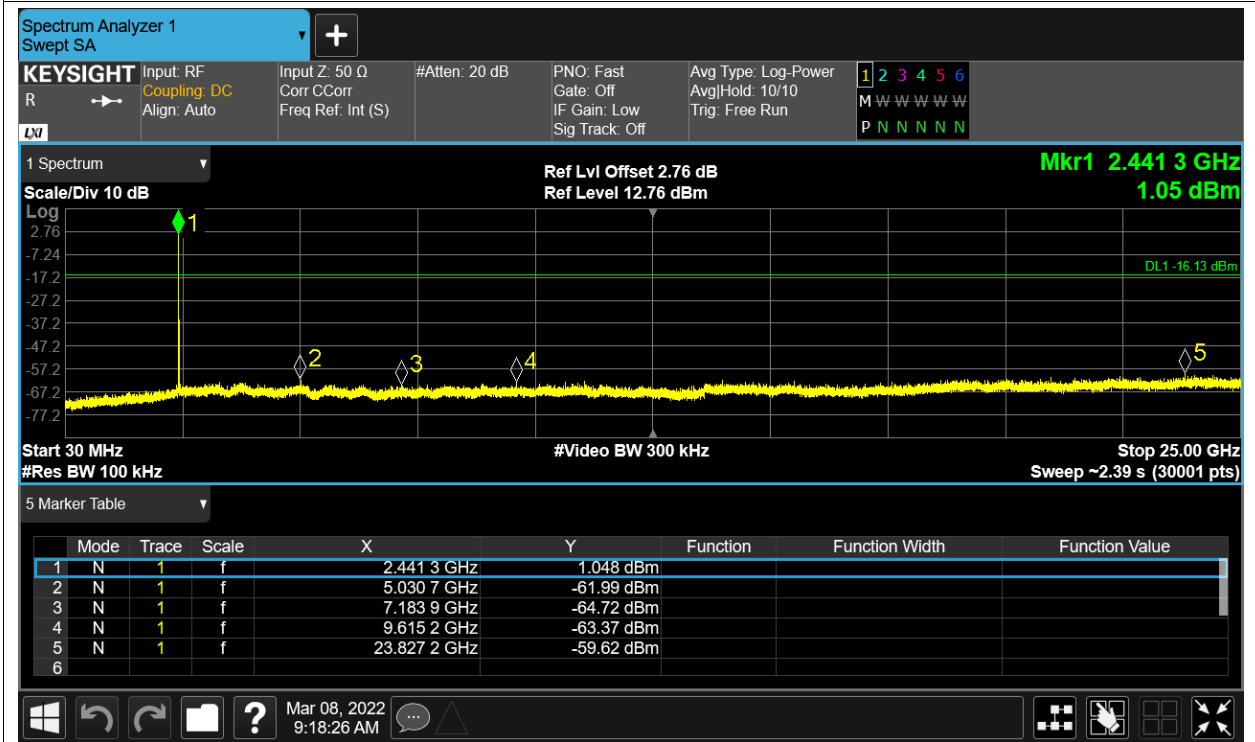 Spectrum Analyzer 1
Swept SA
+
KEYSIGHT
R
LXI
Input: RF
Coupling: DC
Align: Auto
Input Z: 50 Ω
Corr CCorr
Freq Ref: Int (S)
#Atten: 20 dB
PNO: Fast
Gate: Off
IF Gain: Low
Sig Track: Off
Avg Type: Log-Power
Avg|Hold: 10/10
Trig: Free Run
1 2 3 4 5 6
M W W W W W
P N N N N N
1 Spectrum
Scale/Div 10 dB
Ref Lvl Offset 2.76 dB
Ref Level 12.76 dBm
Mkr1 2.441 3 GHz
1.05 dBm
Log
2.76
-7.24
-17.2
-27.2
-37.2
-47.2
-57.2
-67.2
-77.2
1
DL1 -16.13 dBm
2
3
4
5
Start 30 MHz
#Video BW 300 kHz
Stop 25.00 GHz
#Res BW 100 kHz
Sweep ~2.39 s (30001 pts)
5 Marker Table
Mode Trace Scale X Y Function Function Width Function Value
1 N 1 f 2.441 3 GHz 1.048 dBm
2 N 1 f 5.030 7 GHz -61.99 dBm
3 N 1 f 7.183 9 GHz -64.72 dBm
4 N 1 f 9.615 2 GHz -63.37 dBm
5 N 1 f 23.827 2 GHz -59.62 dBm
6
?
Mar 08, 2022
9:18:26 AM